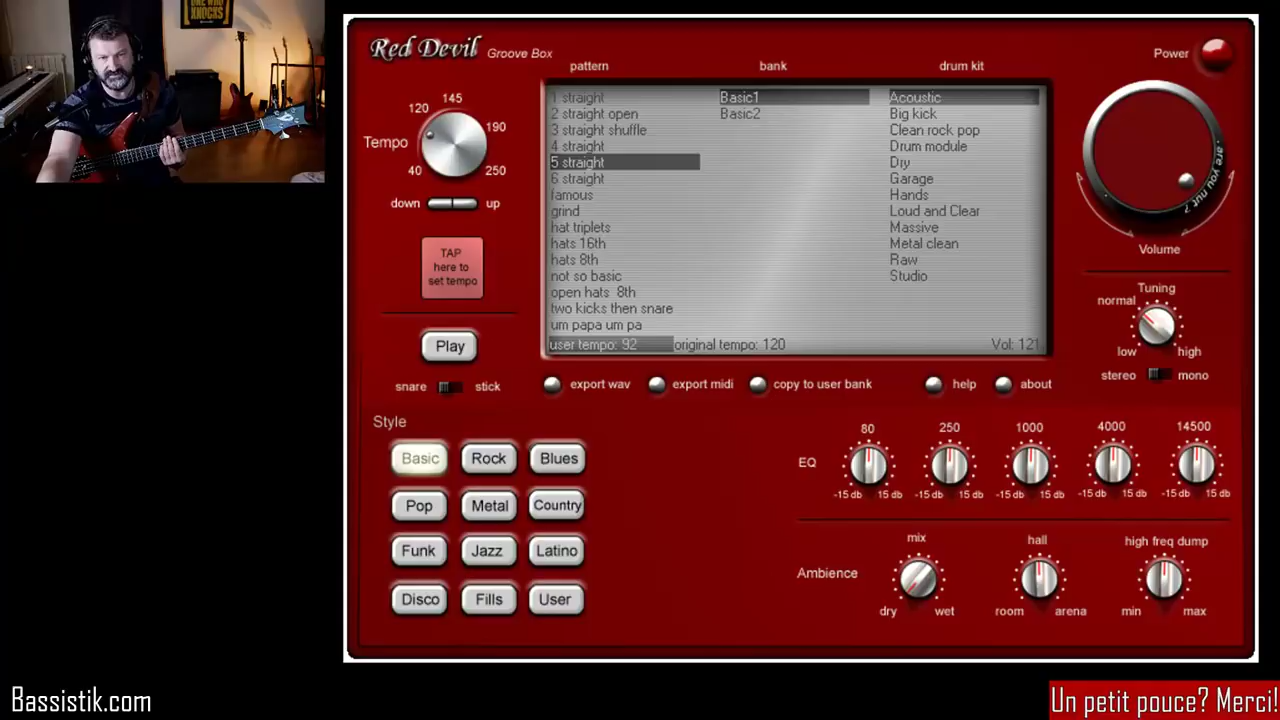 ONE WHO
KNOCKS
Red Devil Groove Box
Power
pattern bank drum kit
Tempo
40
120
145
190
250
down up
TAP
here to
set tempo
Play
snare stick
1 straight
2 straight open
3 straight shuffle
4 straight
5 straight
6 straight
famous
grind
hat triplets
hats 16th
hats 8th
not so basic
open hats 8th
two kicks then snare
um papa um pa
Basic1
Basic2
Acoustic
Big kick
Clean rock pop
Drum module
Dry
Garage
Hands
Loud and Clear
Massive
Metal clean
Raw
Studio
user tempo: 92 original tempo: 120 Vol: 121
export wav export midi copy to user bank help about
. are you nut ?
Volume
Tuning
normal
low high
stereo mono
Style
Basic Rock Blues
Pop Metal Country
Funk Jazz Latino
Disco Fills User
80 250 1000 4000 14500
EQ
-15 db 15 db -15 db 15 db -15 db 15 db -15 db 15 db -15 db 15 db
mix hall high freq dump
Ambience
dry wet room arena min max
Bassistik.com
Un petit pouce? Merci!